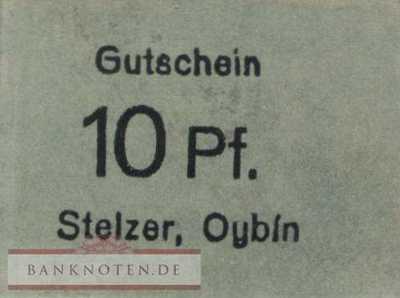 Gutschein
10 Pf.
Stelzer, Oybin
BANKNOTEN.DE